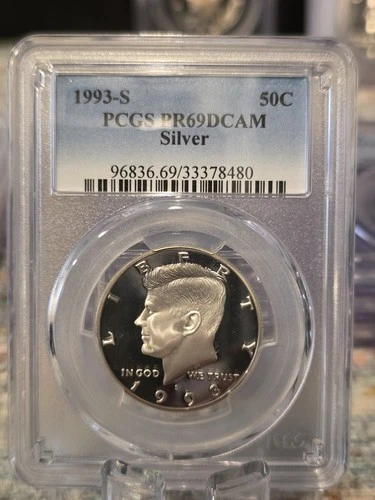 1993-S 50C
PCGS PR69DCAM
Silver
96836.69/33378480
LIBERTY
IN GOD WE TRUST
S
1993